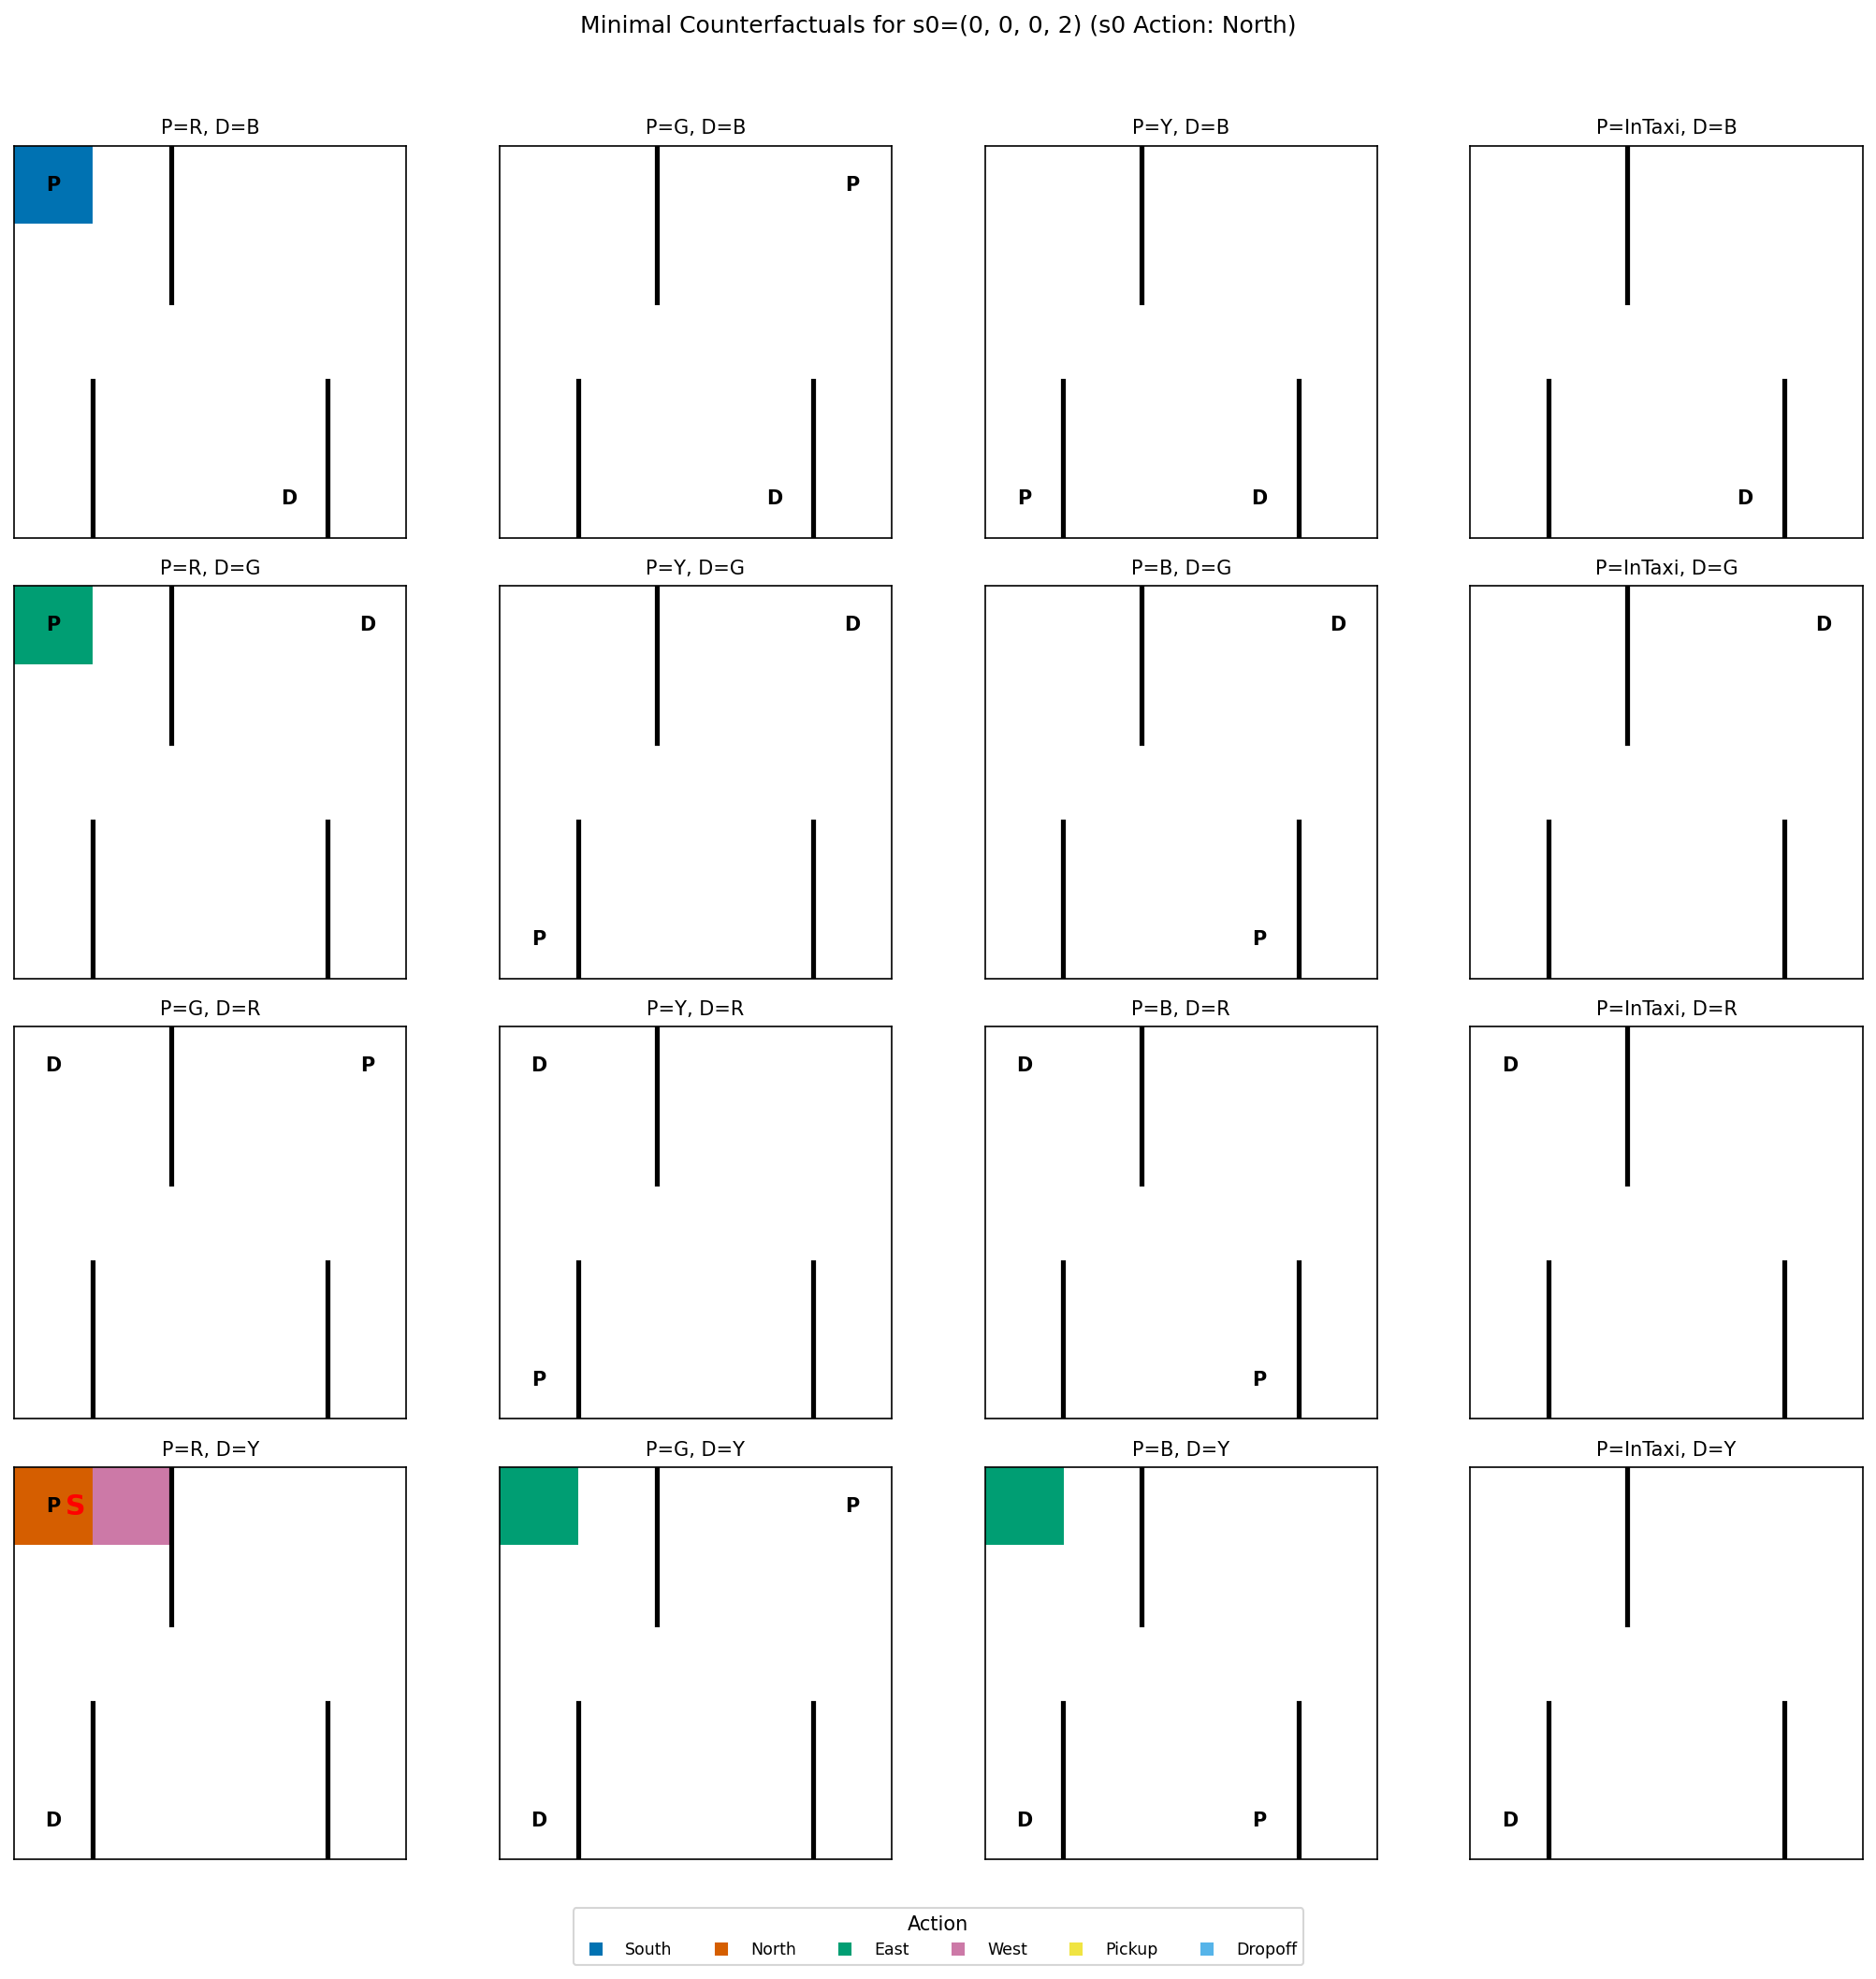 Minimal Counterfactuals for s0=(0, 0, 0, 2) (s0 Action: North)
P=R, D=B
P=G, D=B
P=Y, D=B
P=InTaxi, D=B
P
P
D
D
P
D
D
P=R, D=G
P=Y, D=G
P=B, D=G
P=InTaxi, D=G
P
D
D
D
D
P
P
P=G, D=R
P=Y, D=R
P=B, D=R
P=InTaxi, D=R
D
P
D
D
D
P
P
P=R, D=Y
P=G, D=Y
P=B, D=Y
P=InTaxi, D=Y
P S
P
D
D
D
P
D
Action
South North East West Pickup Dropoff